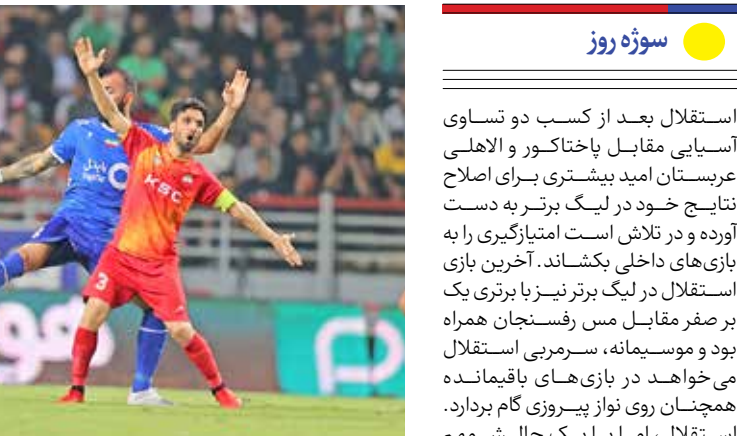 سوژه روز
استقلال بعد از کسب دو تساوی
آسیایی مقابل پاختاکور و الاهلی
عربستان امید بیشتری برای اصلاح
نتایج خود در لیگ برتر به دست
آورده و در تلاش است امتیازگیری را به
بازی‌های داخلی بکشاند. آخرین بازی
استقلال در لیگ برتر نیز با برتری یک
بر صفر مقابل مس رفسنجان همراه
بود و موسیمانه، سرمربی استقلال
می‌خواهد در بازی‌های باقیمانده
همچنان روی نواز پیروزی گام بردارد.
KSC
3